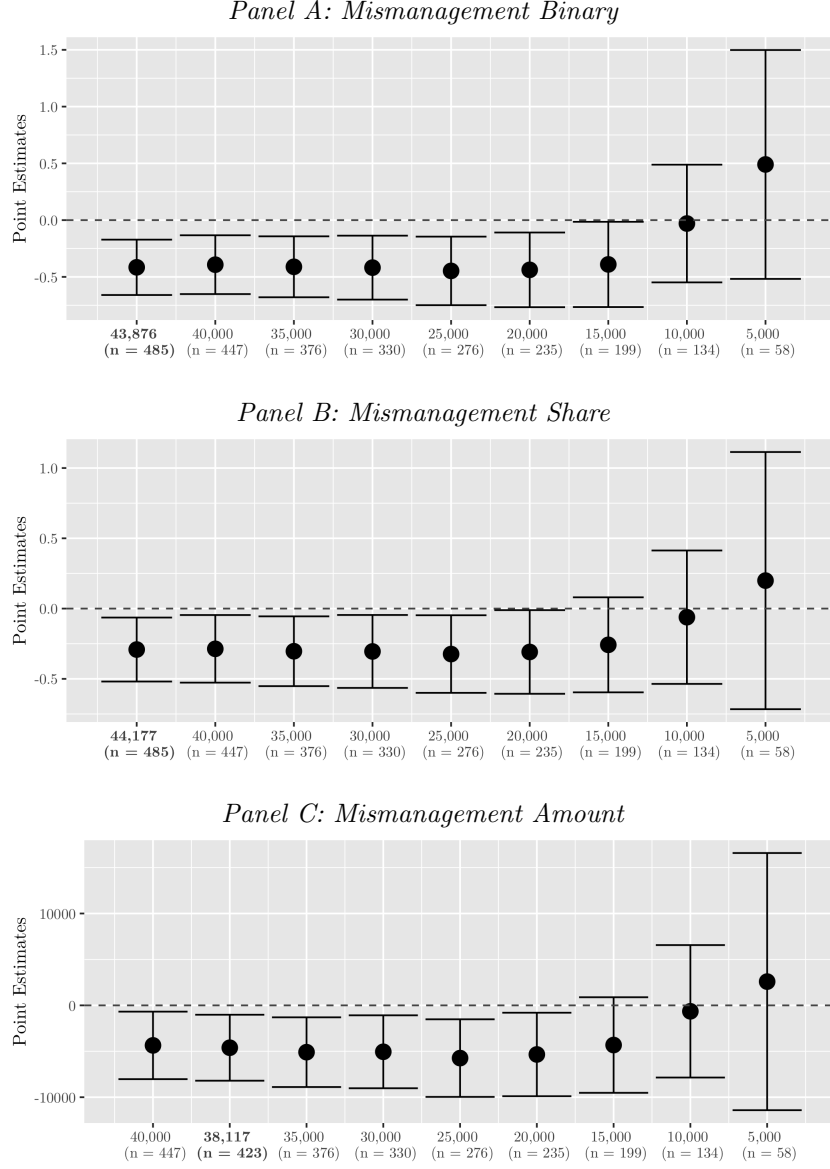 Panel A: Mismanagement Binary
Point Estimates
1.5
1.0
0.5
0.0
-0.5
43,876 40,000 35,000 30,000 25,000 20,000 15,000 10,000 5,000
(n = 485) (n = 447) (n = 376) (n = 330) (n = 276) (n = 235) (n = 199) (n = 134) (n = 58)
Panel B: Mismanagement Share
Point Estimates
1.0
0.5
0.0
-0.5
44,177 40,000 35,000 30,000 25,000 20,000 15,000 10,000 5,000
(n = 485) (n = 447) (n = 376) (n = 330) (n = 276) (n = 235) (n = 199) (n = 134) (n = 58)
Panel C: Mismanagement Amount
Point Estimates
10000
0
-10000
40,000 38,117 35,000 30,000 25,000 20,000 15,000 10,000 5,000
(n = 447) (n = 423) (n = 376) (n = 330) (n = 276) (n = 235) (n = 199) (n = 134) (n = 58)